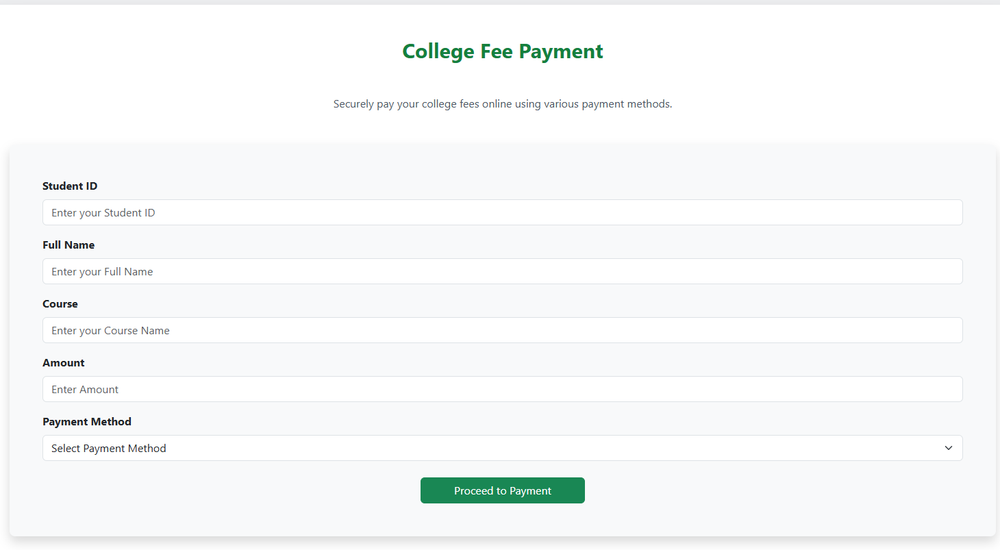 College Fee Payment
Securely pay your college fees online using various payment methods.
Student ID
Enter your Student ID
Full Name
Enter your Full Name
Course
Enter your Course Name
Amount
Enter Amount
Payment Method
Select Payment Method
Proceed to Payment